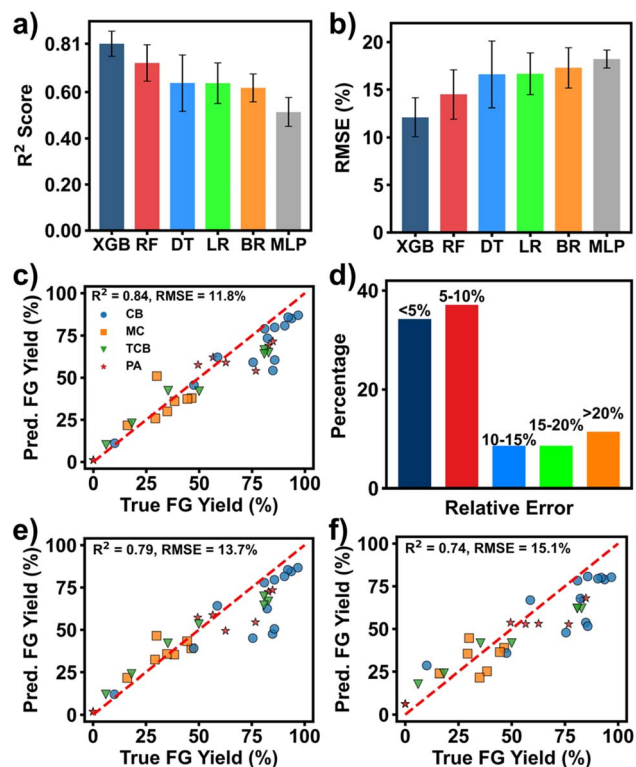 a)
R² Score
0.81
0.60
0.40
0.20
0.00
XGB RF DT LR BR MLP
b)
RMSE (%)
20
15
10
5
0
XGB RF DT LR BR MLP
c)
R² = 0.84, RMSE = 11.8%
CB
MC
TCB
PA
Pred. FG Yield (%)
100
75
50
25
0
0 25 50 75 100
True FG Yield (%)
d)
Percentage
40
20
0
<5%
5-10%
10-15%
15-20%
>20%
Relative Error
e)
R² = 0.79, RMSE = 13.7%
Pred. FG Yield (%)
100
75
50
25
0
0 25 50 75 100
True FG Yield (%)
f)
R² = 0.74, RMSE = 15.1%
Pred. FG Yield (%)
100
75
50
25
0
0 25 50 75 100
True FG Yield (%)